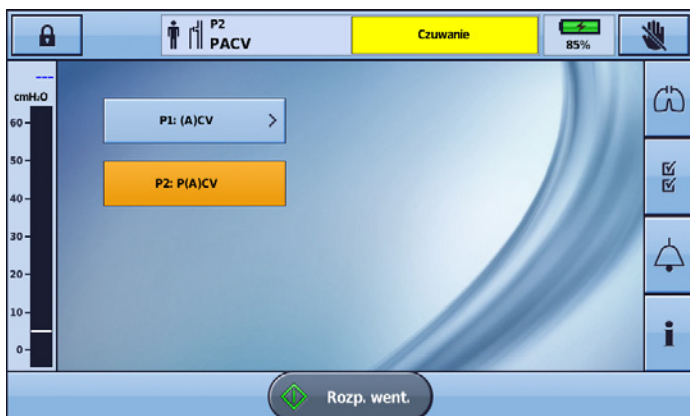 P2
PACV
Czuwanie
85%
---
cmH₂O
60
50
40
30
20
10
0
P1: (A)CV
P2: P(A)CV
Rozp. went.